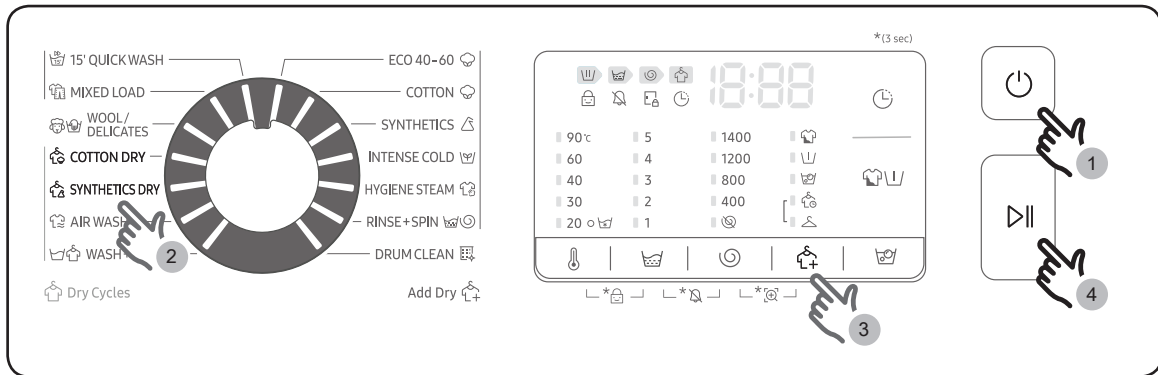 *(3 sec)
15' QUICK WASH
MIXED LOAD
WOOL/
DELICATES
COTTON DRY
SYNTHETICS DRY
AIR WASH
WASH
Dry Cycles
ECO 40-60
COTTON
SYNTHETICS
INTENSE COLD
HYGIENE STEAM
RINSE+SPIN
DRUM CLEAN
Add Dry
18:88
90℃ 5 1400
60 4 1200
40 3 800
30 2 400
20 1
* * *
1
2
3
4